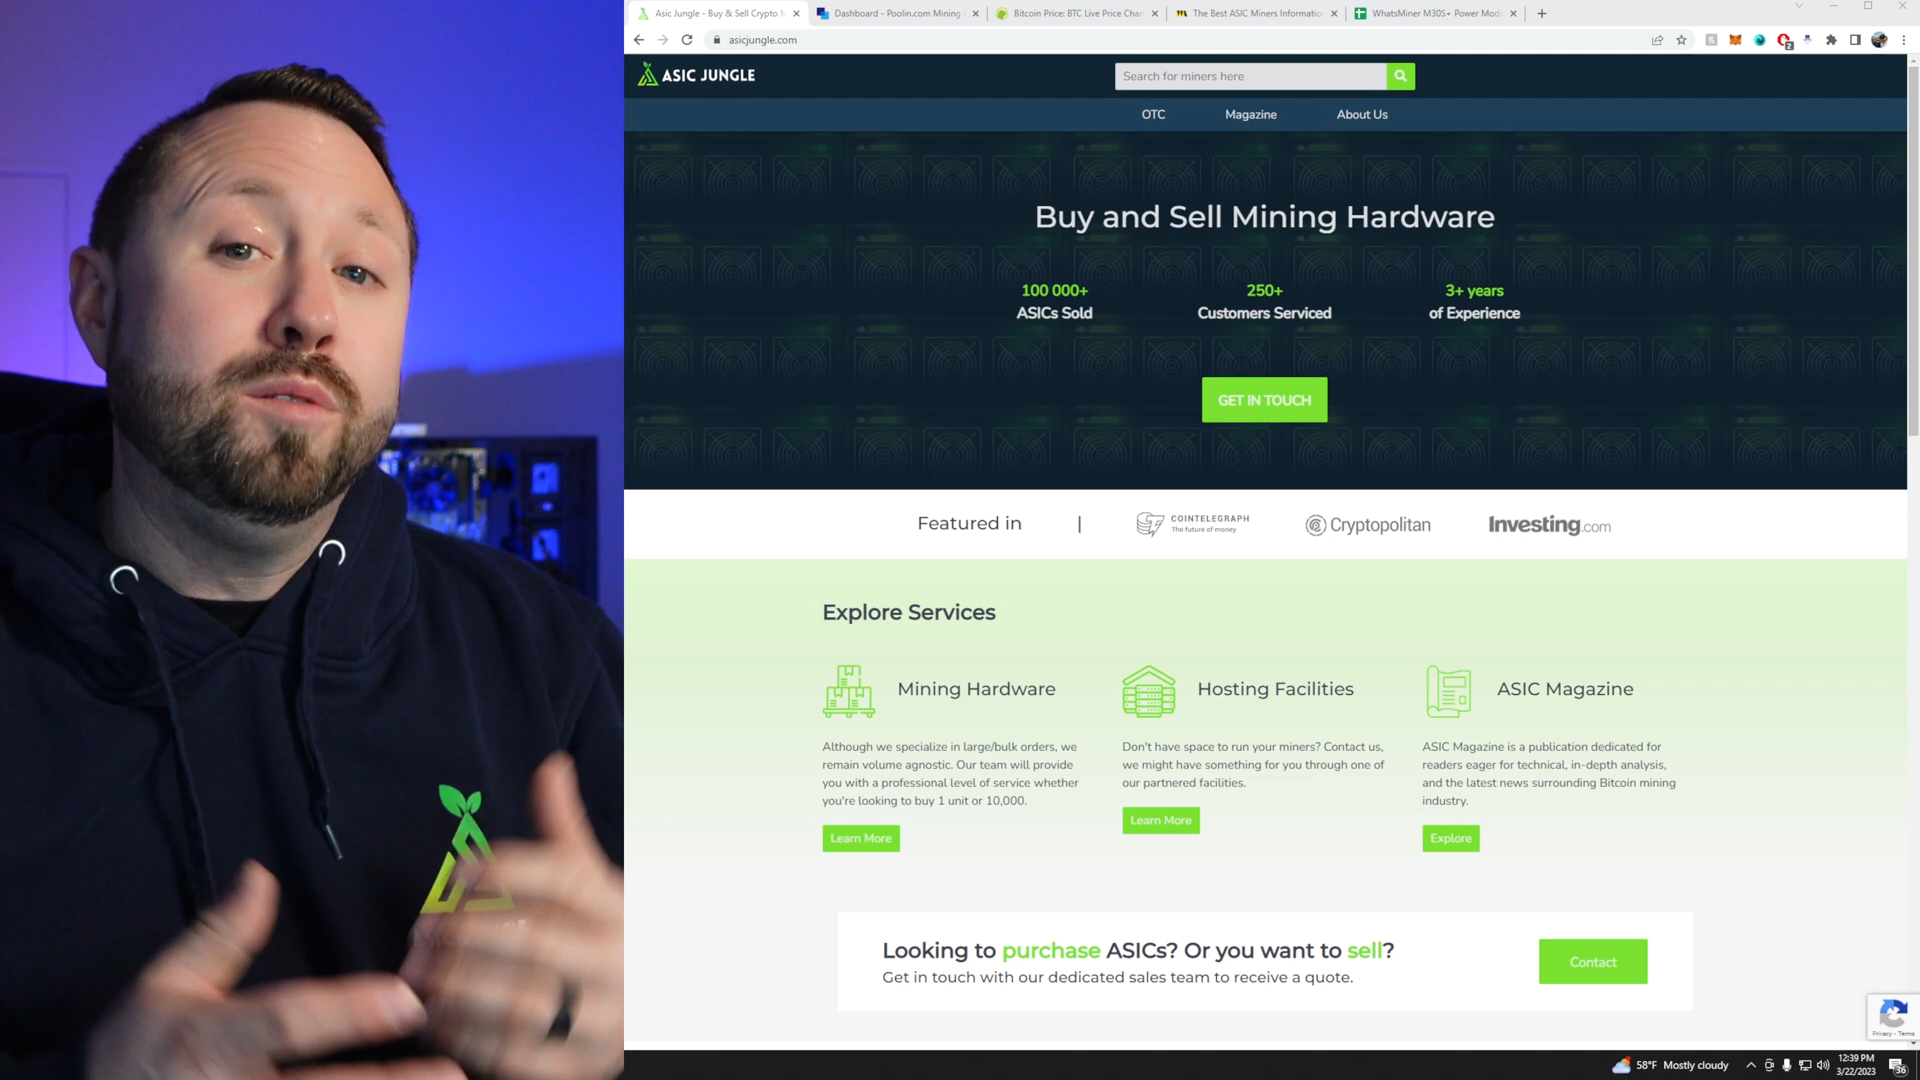 Asic Jungle - Buy & Sell Crypto M
Dashboard - Poolin.com Mining
Bitcoin Price: BTC Live Price Char
The Best ASIC Miners Informatio
WhatsMiner M30S+ Power Mod
asicjungle.com
2
ASIC JUNGLE
Search for miners here
OTC
Magazine
About Us
Buy and Sell Mining Hardware
100 000+
ASICs Sold
250+
Customers Serviced
3+ years
of Experience
GET IN TOUCH
Featured in
|
COINTELEGRAPH
The future of money
Cryptopolitan
Investing.com
Explore Services
Mining Hardware
Although we specialize in large/bulk orders, we
remain volume agnostic. Our team will provide
you with a professional level of service whether
you're looking to buy 1 unit or 10,000.
Learn More
Hosting Facilities
Don't have space to run your miners? Contact us,
we might have something for you through one of
our partnered facilities.
Learn More
ASIC Magazine
ASIC Magazine is a publication dedicated for
readers eager for technical, in-depth analysis,
and the latest news surrounding Bitcoin mining
industry.
Explore
Looking to purchase ASICs? Or you want to sell?
Get in touch with our dedicated sales team to receive a quote.
Contact
Privacy - Terms
58°F Mostly cloudy
12:39 PM
3/22/2023
36